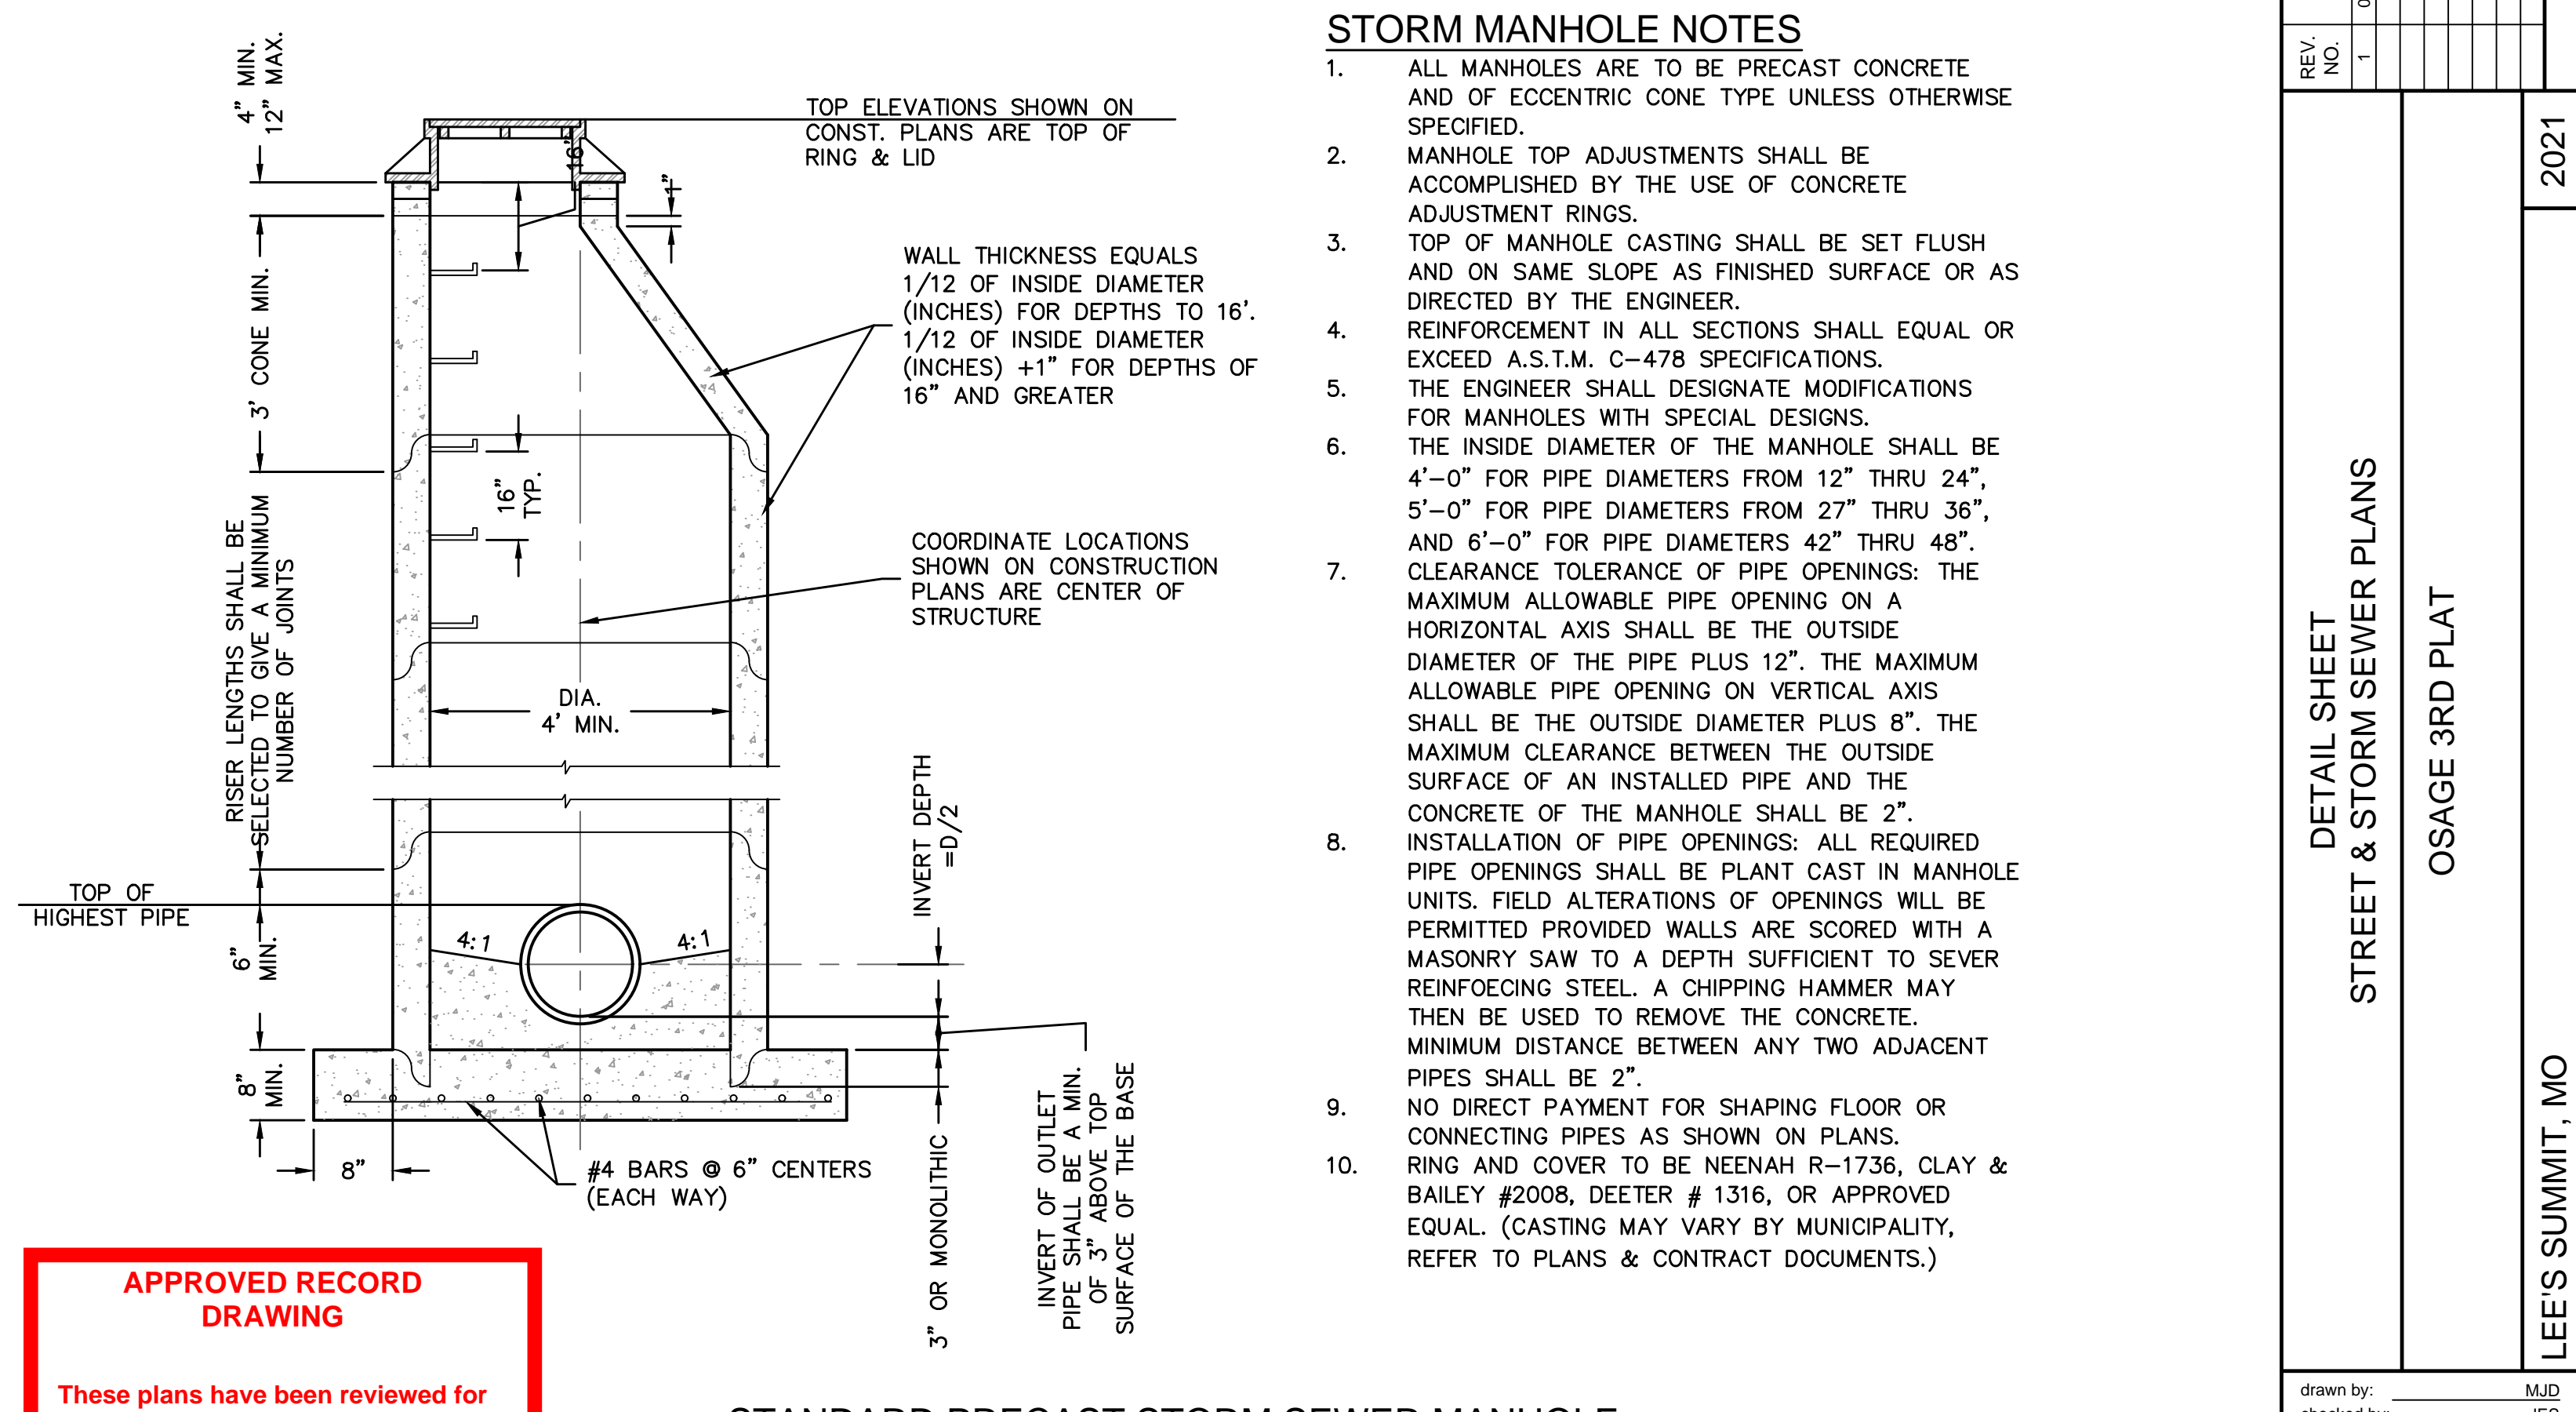 4” MIN.
12” MAX.
TOP ELEVATIONS SHOWN ON
CONST. PLANS ARE TOP OF
RING & LID
16”
1”
3’ CONE MIN.
WALL THICKNESS EQUALS
1/12 OF INSIDE DIAMETER
(INCHES) FOR DEPTHS TO 16’.
1/12 OF INSIDE DIAMETER
(INCHES) +1” FOR DEPTHS OF
16” AND GREATER
16”
TYP.
RISER LENGTHS SHALL BE
SELECTED TO GIVE A MINIMUM
NUMBER OF JOINTS
COORDINATE LOCATIONS
SHOWN ON CONSTRUCTION
PLANS ARE CENTER OF
STRUCTURE
DIA.
4’ MIN.
INVERT DEPTH
=D/2
TOP OF
HIGHEST PIPE
6”
MIN.
4:1
4:1
8”
MIN.
8”
#4 BARS @ 6” CENTERS
(EACH WAY)
3” OR MONOLITHIC
INVERT OF OUTLET
PIPE SHALL BE A MIN.
OF 3” ABOVE TOP
SURFACE OF THE BASE
APPROVED RECORD
DRAWING
These plans have been reviewed for
STANDARD PRECAST STORM SEWER MANHOLE
STORM MANHOLE NOTES
1. ALL MANHOLES ARE TO BE PRECAST CONCRETE
AND OF ECCENTRIC CONE TYPE UNLESS OTHERWISE
SPECIFIED.
2. MANHOLE TOP ADJUSTMENTS SHALL BE
ACCOMPLISHED BY THE USE OF CONCRETE
ADJUSTMENT RINGS.
3. TOP OF MANHOLE CASTING SHALL BE SET FLUSH
AND ON SAME SLOPE AS FINISHED SURFACE OR AS
DIRECTED BY THE ENGINEER.
4. REINFORCEMENT IN ALL SECTIONS SHALL EQUAL OR
EXCEED A.S.T.M. C–478 SPECIFICATIONS.
5. THE ENGINEER SHALL DESIGNATE MODIFICATIONS
FOR MANHOLES WITH SPECIAL DESIGNS.
6. THE INSIDE DIAMETER OF THE MANHOLE SHALL BE
4’–0” FOR PIPE DIAMETERS FROM 12” THRU 24”,
5’–0” FOR PIPE DIAMETERS FROM 27” THRU 36”,
AND 6’–0” FOR PIPE DIAMETERS 42” THRU 48”.
7. CLEARANCE TOLERANCE OF PIPE OPENINGS: THE
MAXIMUM ALLOWABLE PIPE OPENING ON A
HORIZONTAL AXIS SHALL BE THE OUTSIDE
DIAMETER OF THE PIPE PLUS 12”. THE MAXIMUM
ALLOWABLE PIPE OPENING ON VERTICAL AXIS
SHALL BE THE OUTSIDE DIAMETER PLUS 8”. THE
MAXIMUM CLEARANCE BETWEEN THE OUTSIDE
SURFACE OF AN INSTALLED PIPE AND THE
CONCRETE OF THE MANHOLE SHALL BE 2”.
8. INSTALLATION OF PIPE OPENINGS: ALL REQUIRED
PIPE OPENINGS SHALL BE PLANT CAST IN MANHOLE
UNITS. FIELD ALTERATIONS OF OPENINGS WILL BE
PERMITTED PROVIDED WALLS ARE SCORED WITH A
MASONRY SAW TO A DEPTH SUFFICIENT TO SEVER
REINFOECING STEEL. A CHIPPING HAMMER MAY
THEN BE USED TO REMOVE THE CONCRETE.
MINIMUM DISTANCE BETWEEN ANY TWO ADJACENT
PIPES SHALL BE 2”.
9. NO DIRECT PAYMENT FOR SHAPING FLOOR OR
CONNECTING PIPES AS SHOWN ON PLANS.
10. RING AND COVER TO BE NEENAH R–1736, CLAY &
BAILEY #2008, DEETER # 1316, OR APPROVED
EQUAL. (CASTING MAY VARY BY MUNICIPALITY,
REFER TO PLANS & CONTRACT DOCUMENTS.)
REV.
NO.
1
DETAIL SHEET
STREET & STORM SEWER PLANS
OSAGE 3RD PLAT
2021
LEE'S SUMMIT, MO
drawn by: MJD